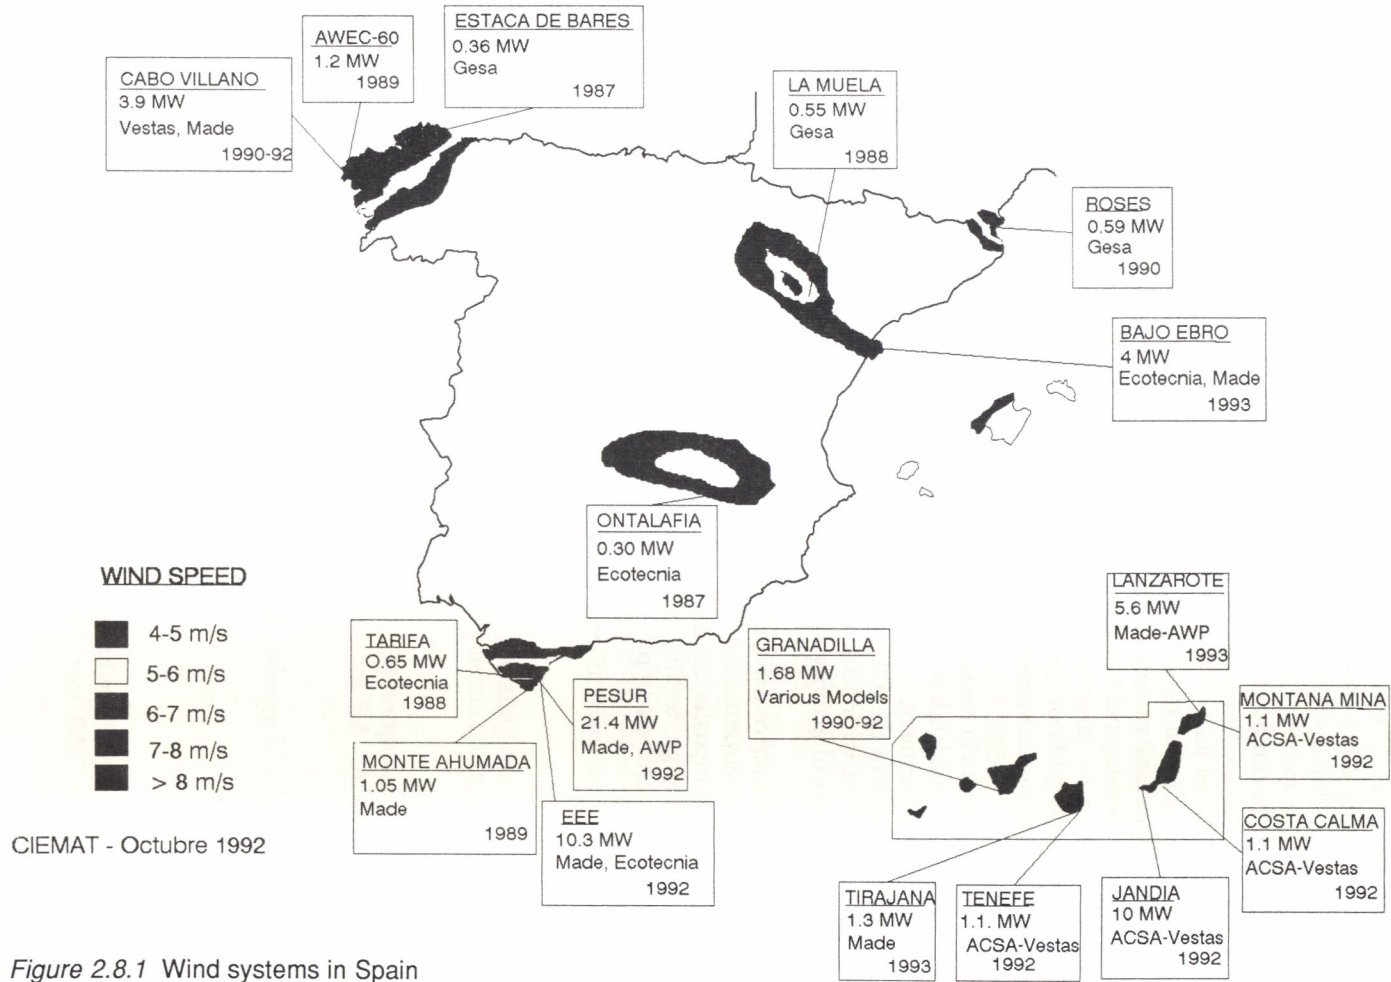 ESTACA DE BARES
0.36 MW
Gesa
1987
AWEC-60
1.2 MW
1989
CABO VILLANO
3.9 MW
Vestas, Made
1990-92
LA MUELA
0.55 MW
Gesa
1988
ROSES
0.59 MW
Gesa
1990
BAJO EBRO
4 MW
Ecotecnia, Made
1993
ONTALAFIA
0.30 MW
Ecotecnia
1987
WIND SPEED
4-5 m/s
5-6 m/s
6-7 m/s
7-8 m/s
> 8 m/s
TARIFA
O.65 MW
Ecotecnia
1988
PESUR
21.4 MW
Made, AWP
1992
MONTE AHUMADA
1.05 MW
Made
1989
EEE
10.3 MW
Made, Ecotecnia
1992
GRANADILLA
1.68 MW
Various Models
1990-92
LANZAROTE
5.6 MW
Made-AWP
1993
MONTANA MINA
1.1 MW
ACSA-Vestas
1992
COSTA CALMA
1.1 MW
ACSA-Vestas
1992
TIRAJANA
1.3 MW
Made
1993
TENEFE
1.1. MW
ACSA-Vestas
1992
JANDIA
10 MW
ACSA-Vestas
1992
CIEMAT - Octubre 1992
Figure 2.8.1 Wind systems in Spain